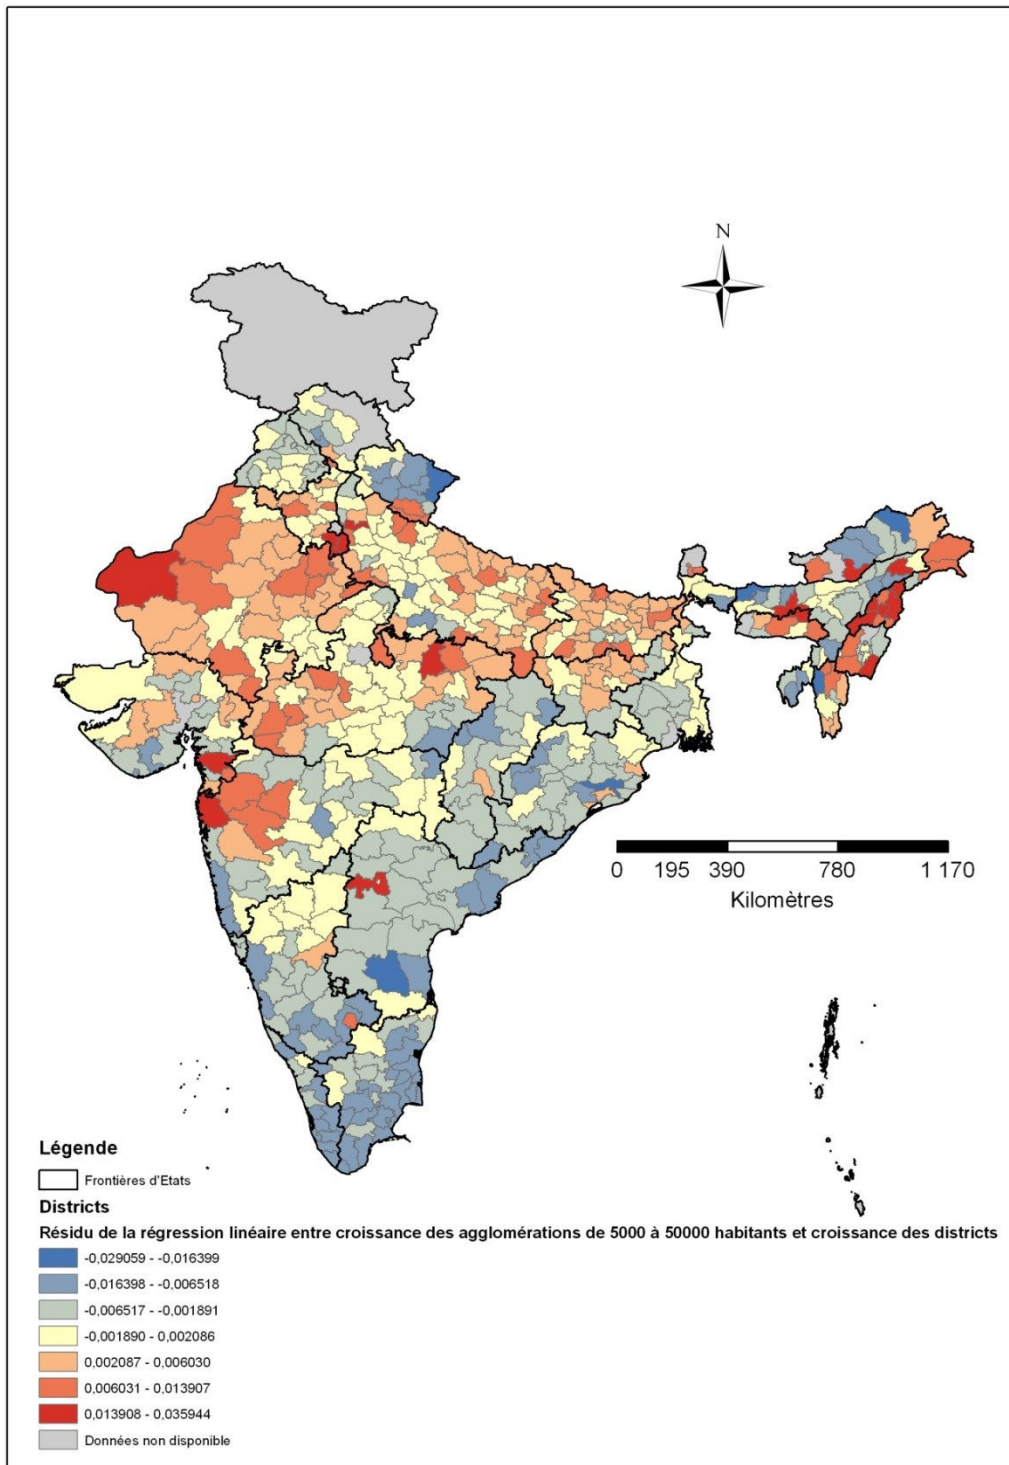 N
0 195 390 780 1 170
Kilomètres
Légende
Frontières d'Etats
Districts
Résidu de la régression linéaire entre croissance des agglomérations de 5000 à 50000 habitants et croissance des districts
-0,029059 - -0,016399
-0,016398 - -0,006518
-0,006517 - -0,001891
-0,001890 - 0,002086
0,002087 - 0,006030
0,006031 - 0,013907
0,013908 - 0,035944
Données non disponible